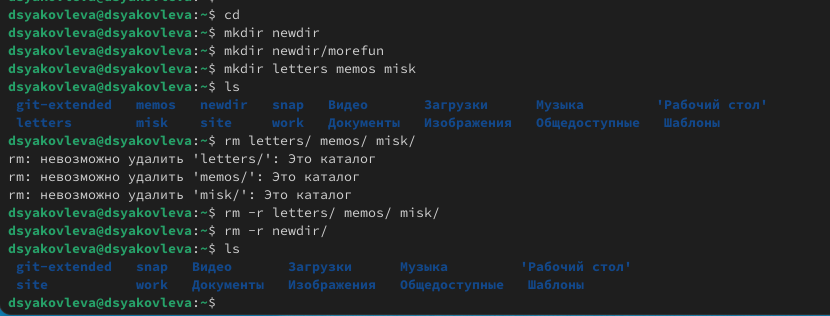 dsyakovleva@dsyakovleva:~$ cd
dsyakovleva@dsyakovleva:~$ mkdir newdir
dsyakovleva@dsyakovleva:~$ mkdir newdir/morefun
dsyakovleva@dsyakovleva:~$ mkdir letters memos misk
dsyakovleva@dsyakovleva:~$ ls
git-extended memos newdir snap Видео Загрузки Музыка 'Рабочий стол'
letters misk site work Документы Изображения Общедоступные Шаблоны
dsyakovleva@dsyakovleva:~$ rm letters/ memos/ misk/
rm: невозможно удалить 'letters/': Это каталог
rm: невозможно удалить 'memos/': Это каталог
rm: невозможно удалить 'misk/': Это каталог
dsyakovleva@dsyakovleva:~$ rm -r letters/ memos/ misk/
dsyakovleva@dsyakovleva:~$ rm -r newdir/
dsyakovleva@dsyakovleva:~$ ls
git-extended snap Видео Загрузки Музыка 'Рабочий стол'
site work Документы Изображения Общедоступные Шаблоны
dsyakovleva@dsyakovleva:~$